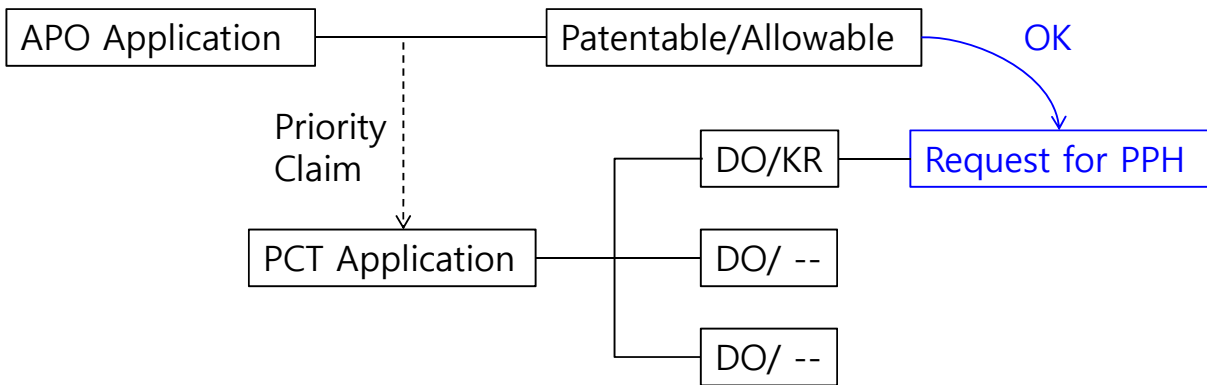 APO Application
Patentable/Allowable
OK
Priority
Claim
DO/KR
Request for PPH
PCT Application
DO/ --
DO/ --